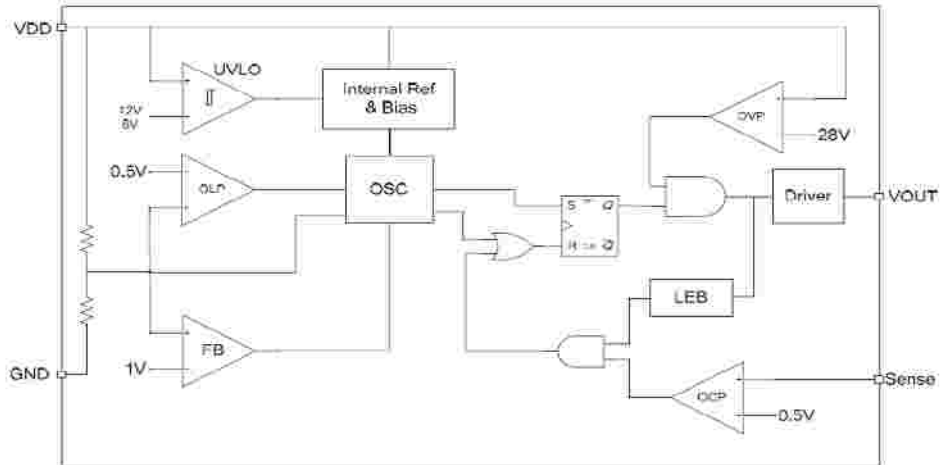 VDD
UVLO
12V
8V
Internal Ref
& Bias
OVP
28V
0.5V
OLP
OSC
S Q
R Q
Driver
VOUT
LEB
FB
1V
GND
OCP
Sense
0.5V